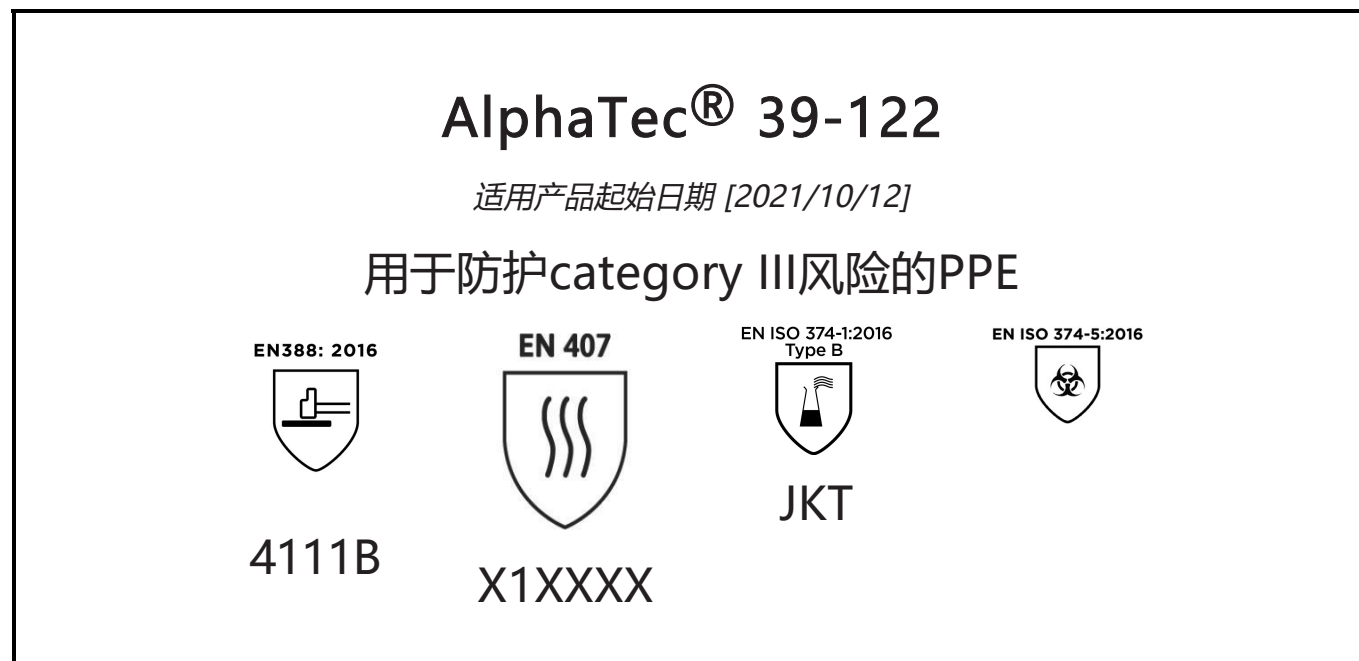 AlphaTec® 39-122
适用产品起始日期 [2021/10/12]
用于防护category III风险的PPE
EN388: 2016
4111B
EN 407
X1XXXX
EN ISO 374-1:2016
Type B
JKT
EN ISO 374-5:2016